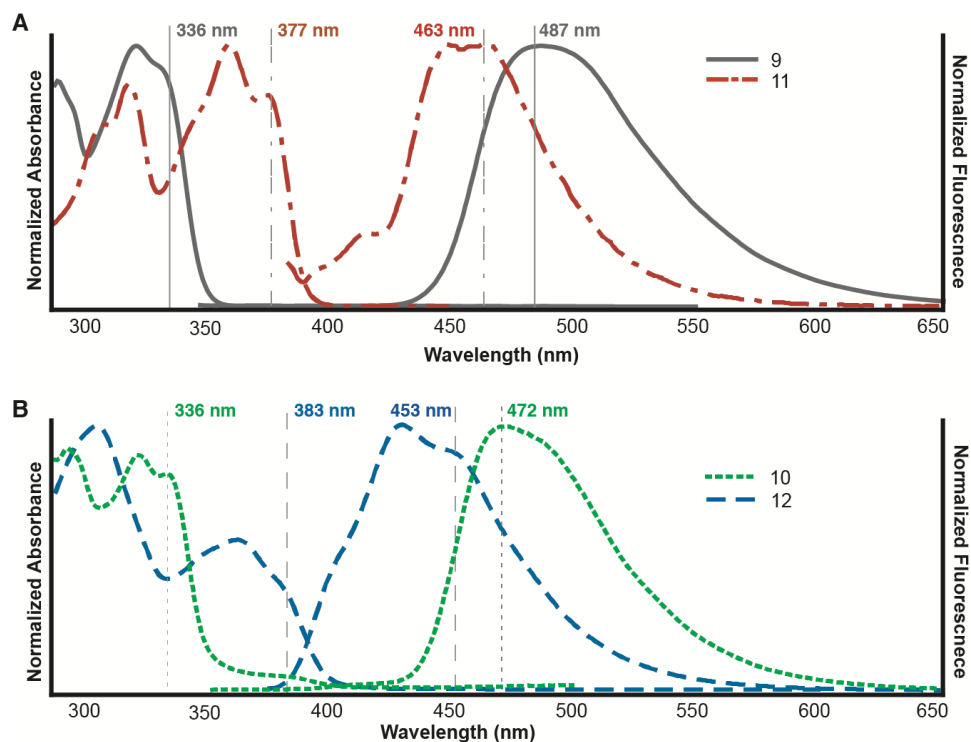 A
336 nm
377 nm
463 nm
487 nm
9
11
Normalized Absorbance
Normalized Fluorescnece
300
350
400
450
500
550
600
650
Wavelength (nm)
B
336 nm
383 nm
453 nm
472 nm
10
12
Normalized Absorbance
Normalized Fluorescnece
300
350
400
450
500
550
600
650
Wavelength (nm)